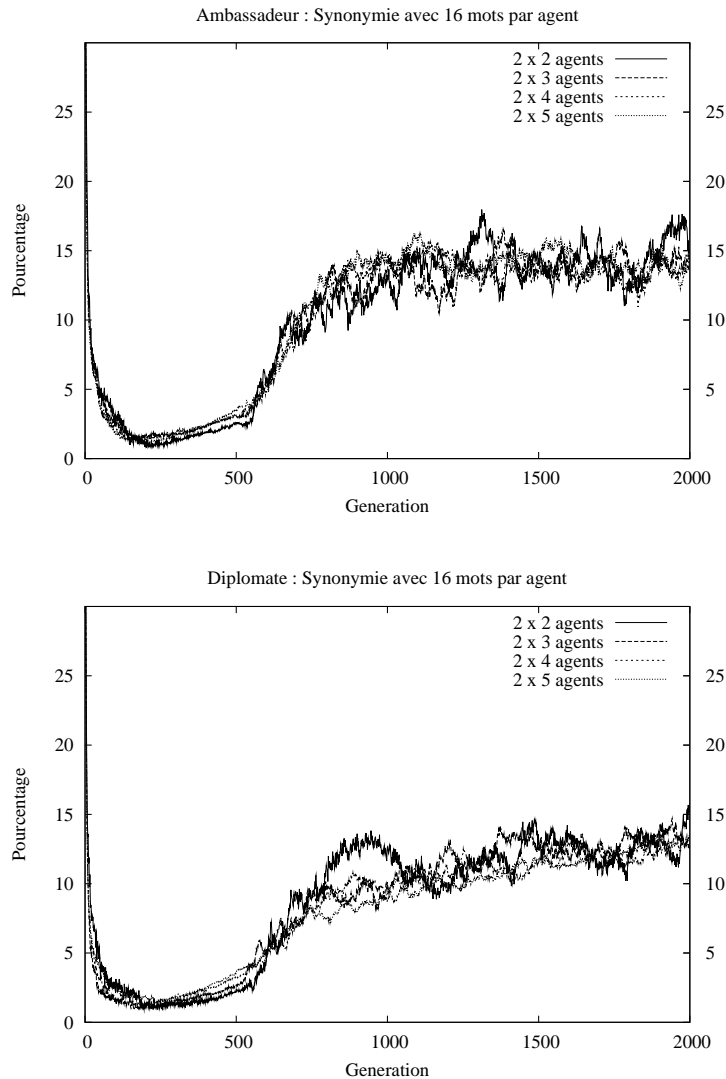 Ambassadeur : Synonymie avec 16 mots par agent
2 x 2 agents
2 x 3 agents
2 x 4 agents
2 x 5 agents
25 25
20 20
15 15
10 10
5 5
0 0
0 500 1000 1500 2000
Pourcentage
Generation
Diplomate : Synonymie avec 16 mots par agent
2 x 2 agents
2 x 3 agents
2 x 4 agents
2 x 5 agents
25 25
20 20
15 15
10 10
5 5
0 0
0 500 1000 1500 2000
Pourcentage
Generation